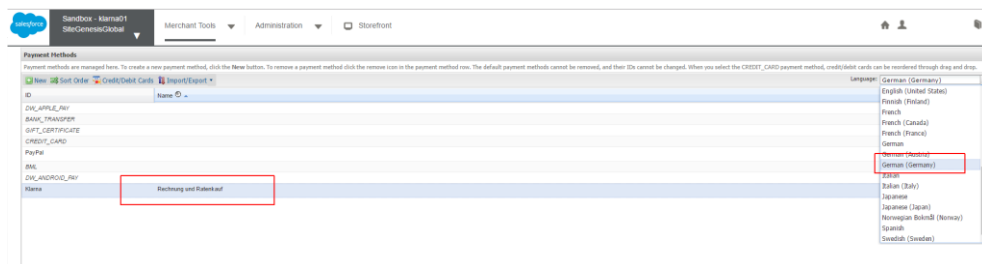 salesforce
Sandbox - klarna01
SiteGenesisGlobal
Merchant Tools
Administration
Storefront
Payment Methods
Payment methods are managed here. To create a new payment method, click the New button. To remove a payment method click the remove icon in the payment method row. The default payment methods cannot be removed, and their IDs cannot be changed. When you select the CREDIT_CARD payment method, credit/debit cards can be reordered through drag and drop.
New Sort Order Credit/Debit Cards Import/Export
Language: German (Germany)
ID Name
DW_APPLE_PAY
BANK_TRANSFER
GIFT_CERTIFICATE
CREDIT_CARD
PayPal
BML
DW_ANDROID_PAY
Klarna Rechnung und Ratenkauf
English (United States)
Finnish (Finland)
French
French (Canada)
French (France)
German
German (Austria)
German (Germany)
Italian
Italian (Italy)
Japanese
Japanese (Japan)
Norwegian Bokmål (Norway)
Spanish
Swedish (Sweden)